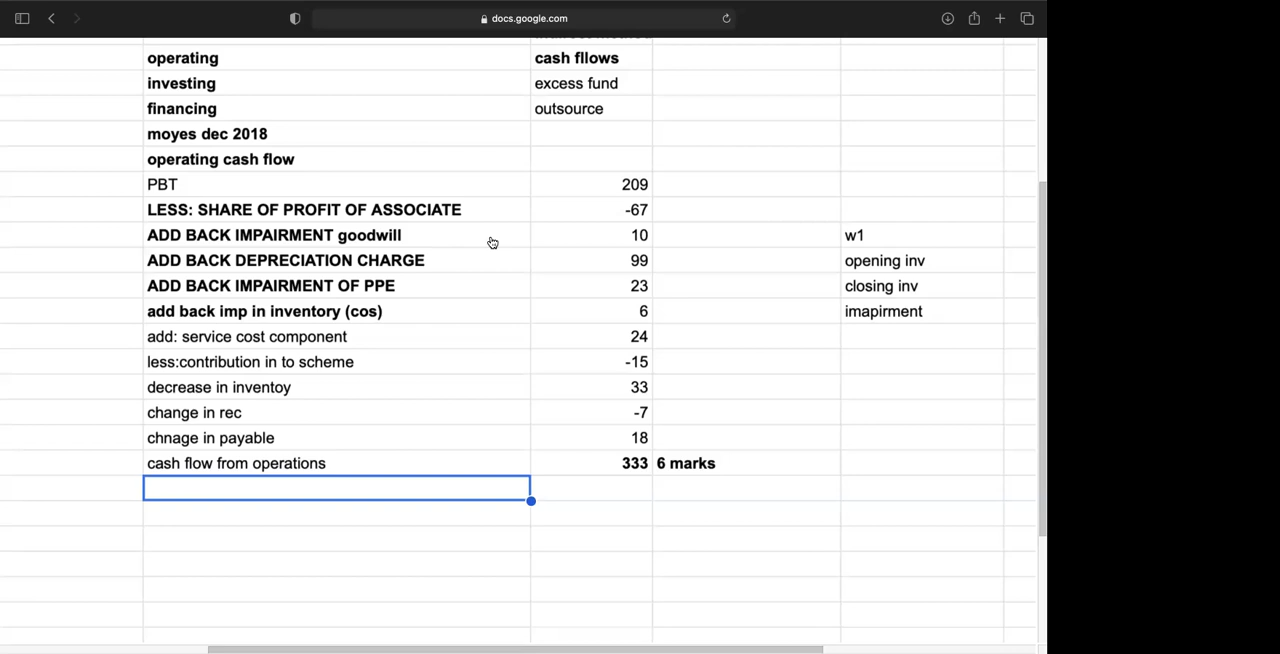 docs.google.com
operating cash fllows
investing excess fund
financing outsource
moyes dec 2018
operating cash flow
PBT 209
LESS: SHARE OF PROFIT OF ASSOCIATE -67
ADD BACK IMPAIRMENT goodwill 10 w1
ADD BACK DEPRECIATION CHARGE 99 opening inv
ADD BACK IMPAIRMENT OF PPE 23 closing inv
add back imp in inventory (cos) 6 imapirment
add: service cost component 24
less:contribution in to scheme -15
decrease in inventoy 33
change in rec -7
chnage in payable 18
cash flow from operations 333 6 marks